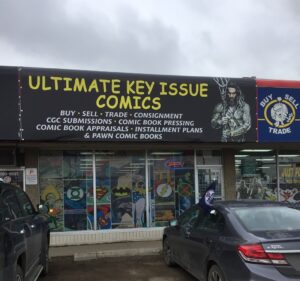 ULTIMATE KEY ISSUE
COMICS
BUY · SELL · TRADE · CONSIGNMENT
CGC SUBMISSIONS · COMIC BOOK PRESSING
COMIC BOOK APPRAISALS · INSTALLMENT PLANS
& PAWN COMIC BOOKS
BUY SELL
TRADE